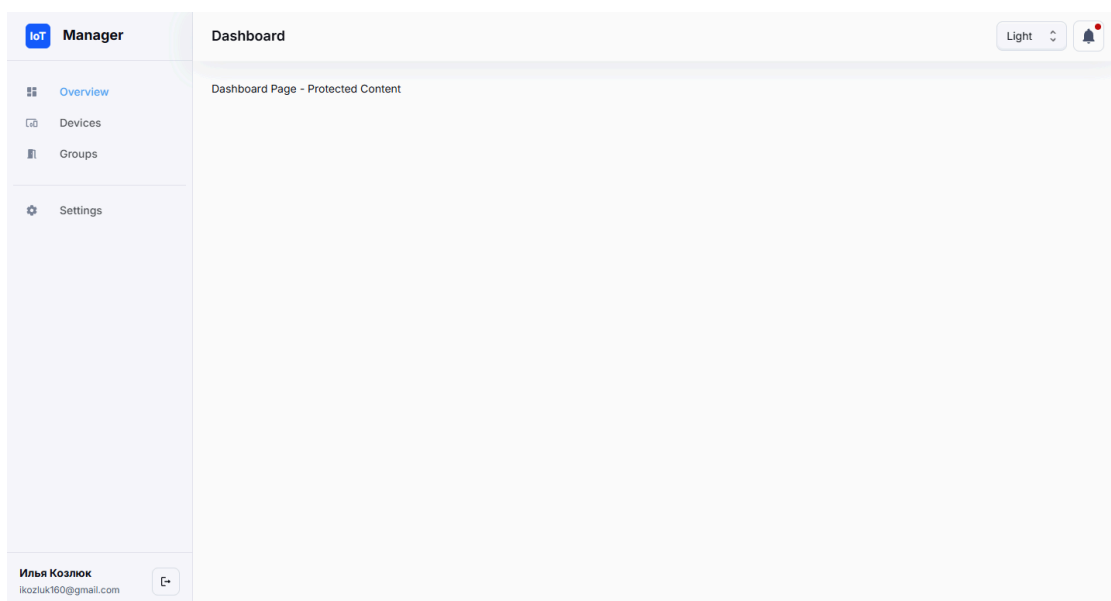 IoT Manager
Dashboard
Light
Overview
Devices
Groups
Settings
Dashboard Page - Protected Content
Илья Козлюк
ikozluk160@gmail.com